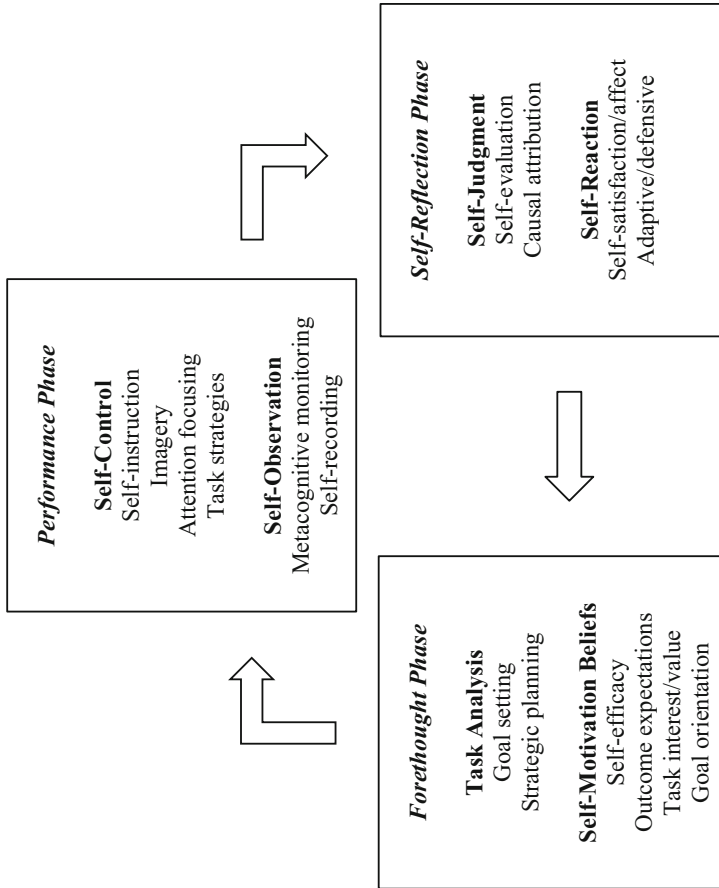 Performance Phase
Self-Control
Self-instruction
Imagery
Attention focusing
Task strategies
Self-Observation
Metacognitive monitoring
Self-recording
Forethought Phase
Task Analysis
Goal setting
Strategic planning
Self-Motivation Beliefs
Self-efficacy
Outcome expectations
Task interest/value
Goal orientation
Self-Reflection Phase
Self-Judgment
Self-evaluation
Causal attribution
Self-Reaction
Self-satisfaction/affect
Adaptive/defensive